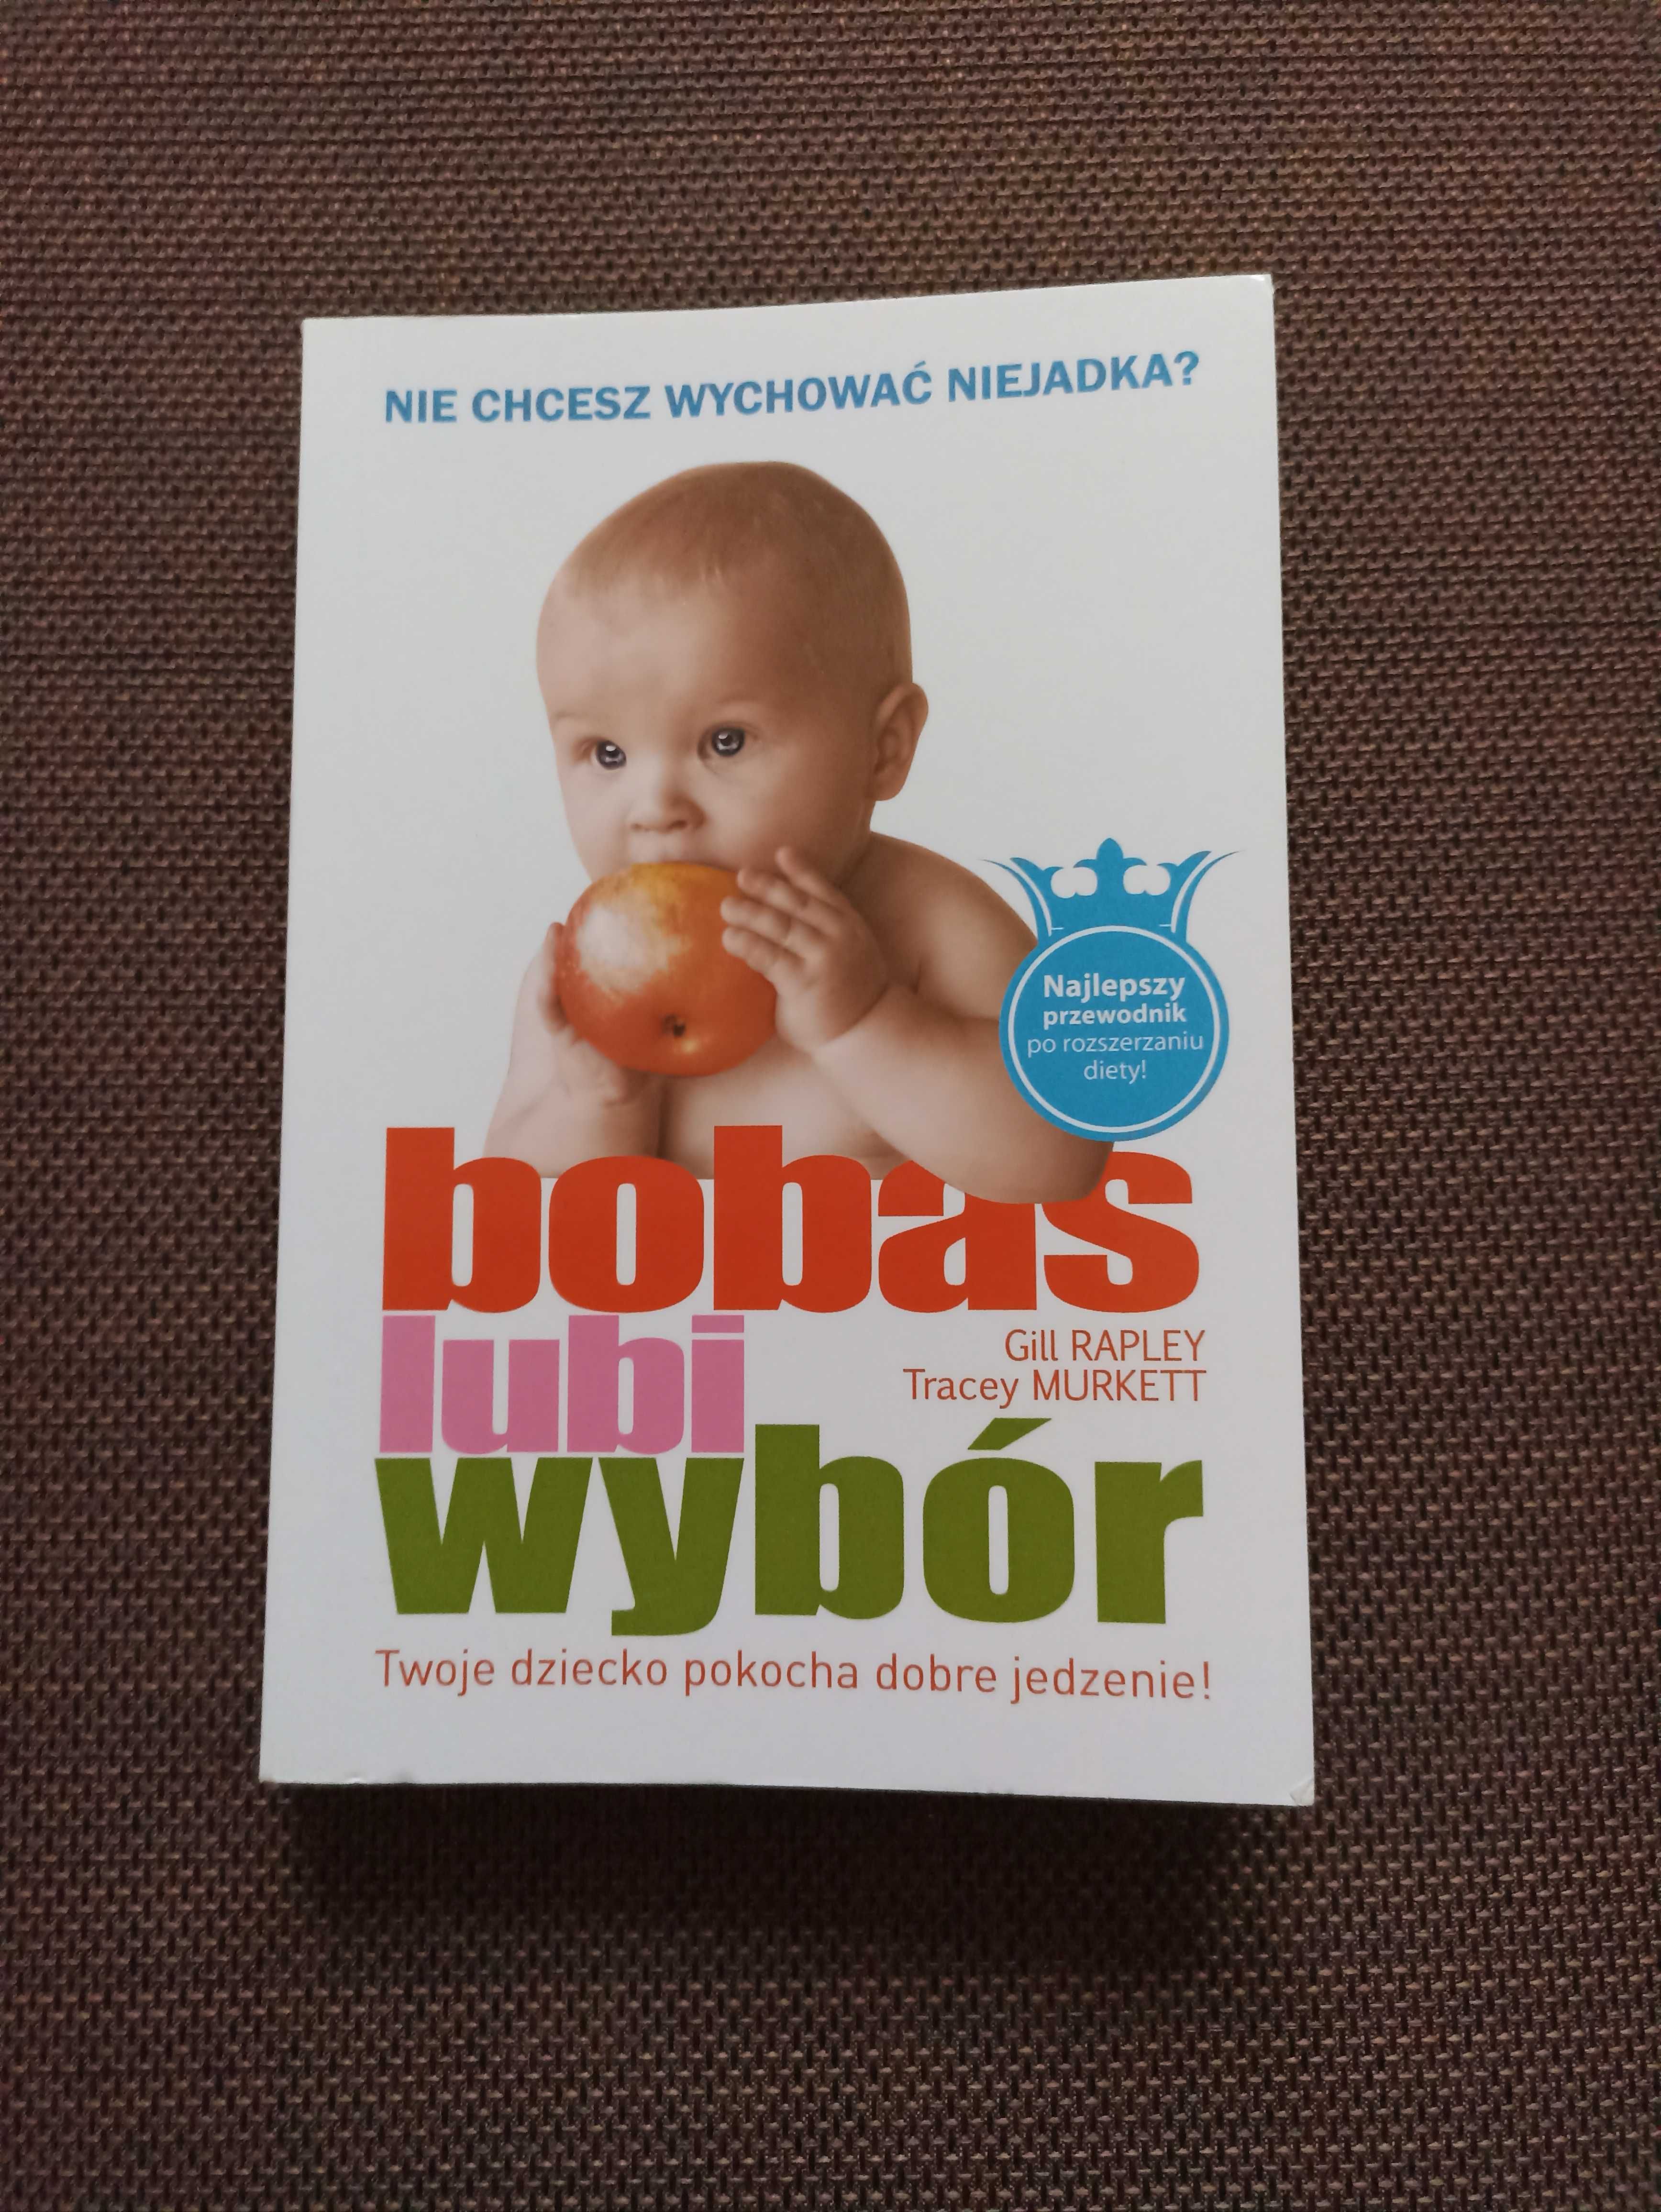 NIE CHCESZ WYCHOWAĆ NIEJADKA?
Najlepszy
przewodnik
po rozszerzaniu
diety!
bobas
lubi
Gill RAPLEY
Tracey MURKETT
wybór
Twoje dziecko pokocha dobre jedzenie!